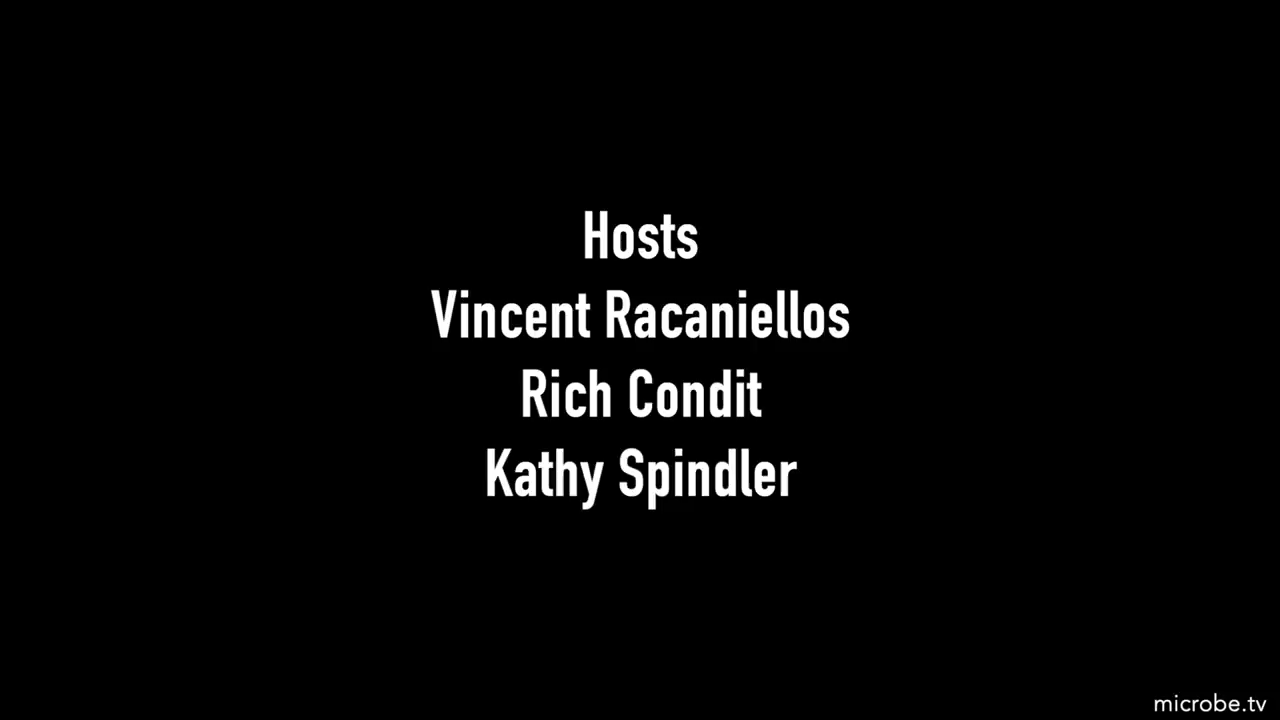 Hosts
Vincent Racaniellos
Rich Condit
Kathy Spindler
microbe.tv